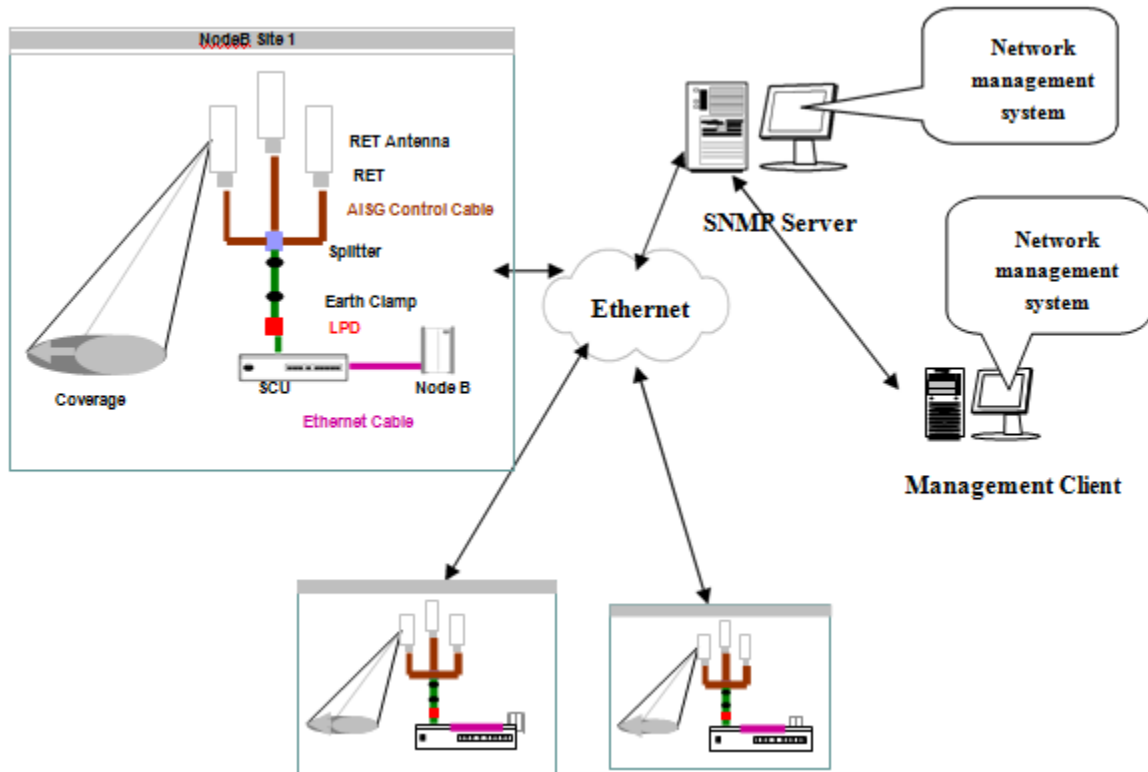 NodeB Site 1
RET Antenna
RET
AISG Control Cable
Splitter
Earth Clamp
LPD
SCU
Node B
Coverage
Ethernet Cable
Network
management
system
SNMP Server
Ethernet
Network
management
system
Management Client